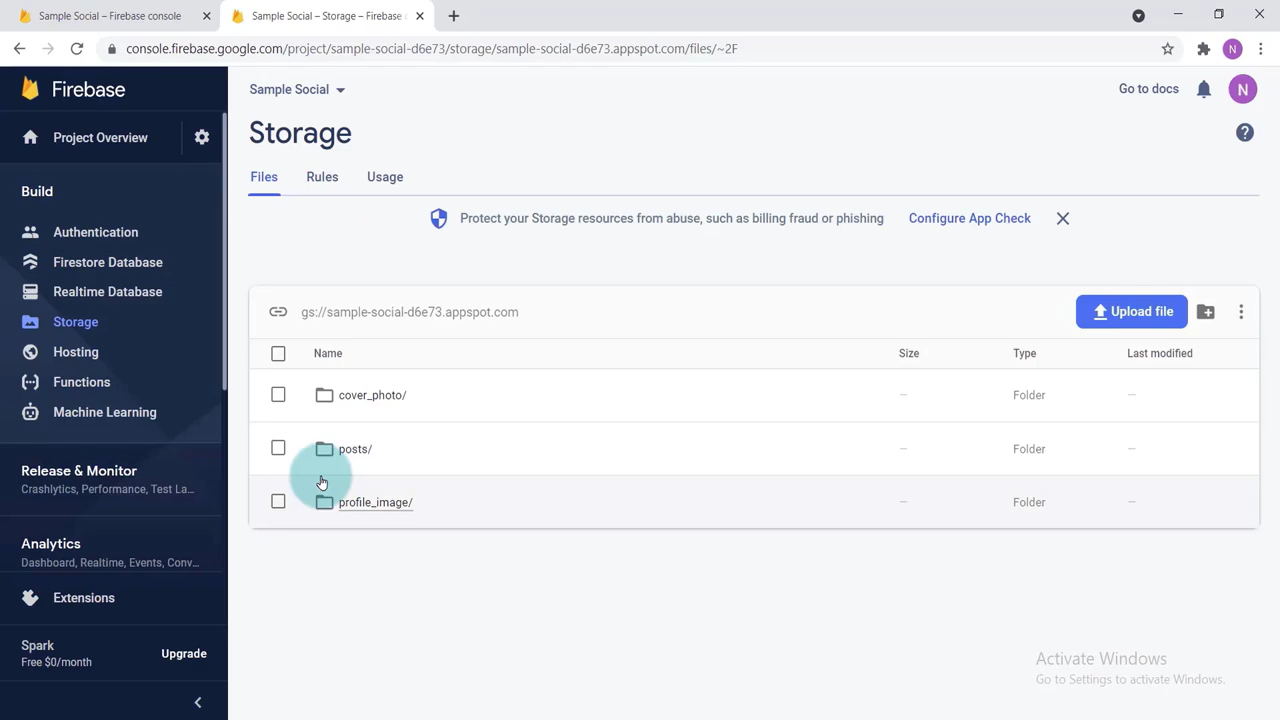 Sample Social – Firebase console
Sample Social – Storage – Firebase
console.firebase.google.com/project/sample-social-d6e73/storage/sample-social-d6e73.appspot.com/files/~2F
N
Firebase
Sample Social
Go to docs
N
Project Overview
Storage
Files Rules Usage
Build
Protect your Storage resources from abuse, such as billing fraud or phishing Configure App Check
Authentication
Firestore Database
Realtime Database
Storage
Hosting
Functions
Machine Learning
gs://sample-social-d6e73.appspot.com
Upload file
Name Size Type Last modified
cover_photo/ – Folder –
posts/ – Folder –
profile_image/ – Folder –
Release & Monitor
Crashlytics, Performance, Test La...
Analytics
Dashboard, Realtime, Events, Conv...
Extensions
Spark
Free $0/month
Upgrade
Activate Windows
Go to Settings to activate Windows.